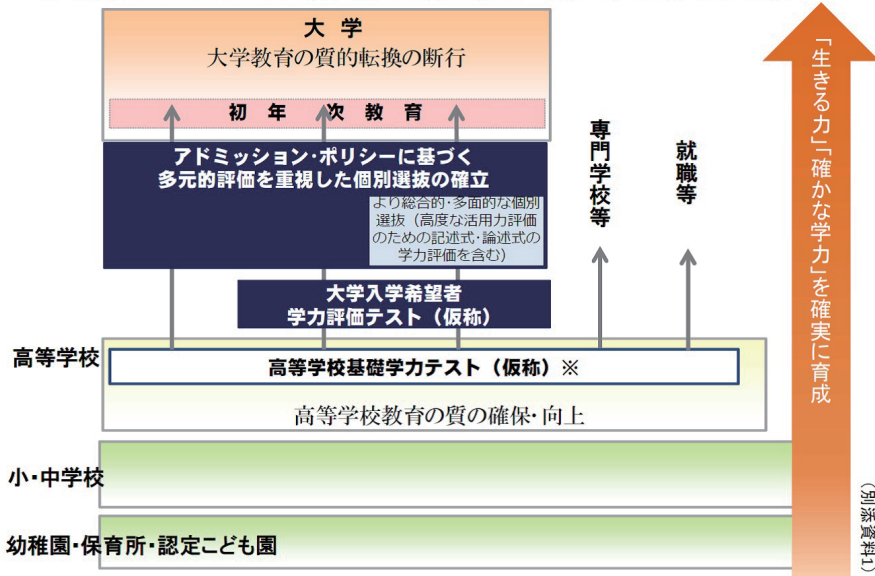 大 学
大学教育の質的転換の断行
初 年 次 教 育
アドミッション・ポリシーに基づく
多元的評価を重視した個別選抜の確立
より総合的・多面的な個別
選抜（高度な活用力評価
のための記述式・論述式の
学力評価を含む）
大学入学希望者
学力評価テスト（仮称）
専門学校等
就職等
高等学校
高等学校基礎学力テスト（仮称）※
高等学校教育の質の確保・向上
小・中学校
幼稚園・保育所・認定こども園
「生きる力」「確かな学力」を確実に育成
（別添資料1）